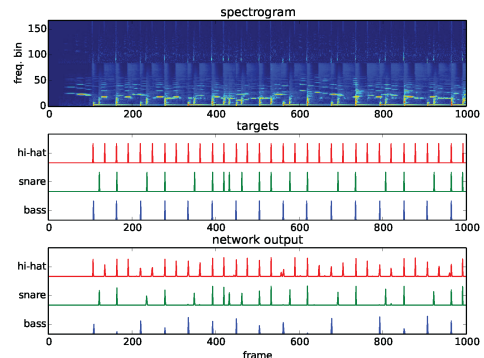 spectrogram
freq. bin
150
100
50
0
0 200 400 600 800 1000
targets
hi-hat
snare
bass
0 200 400 600 800 1000
network output
hi-hat
snare
bass
0 200 400 600 800 1000
frame